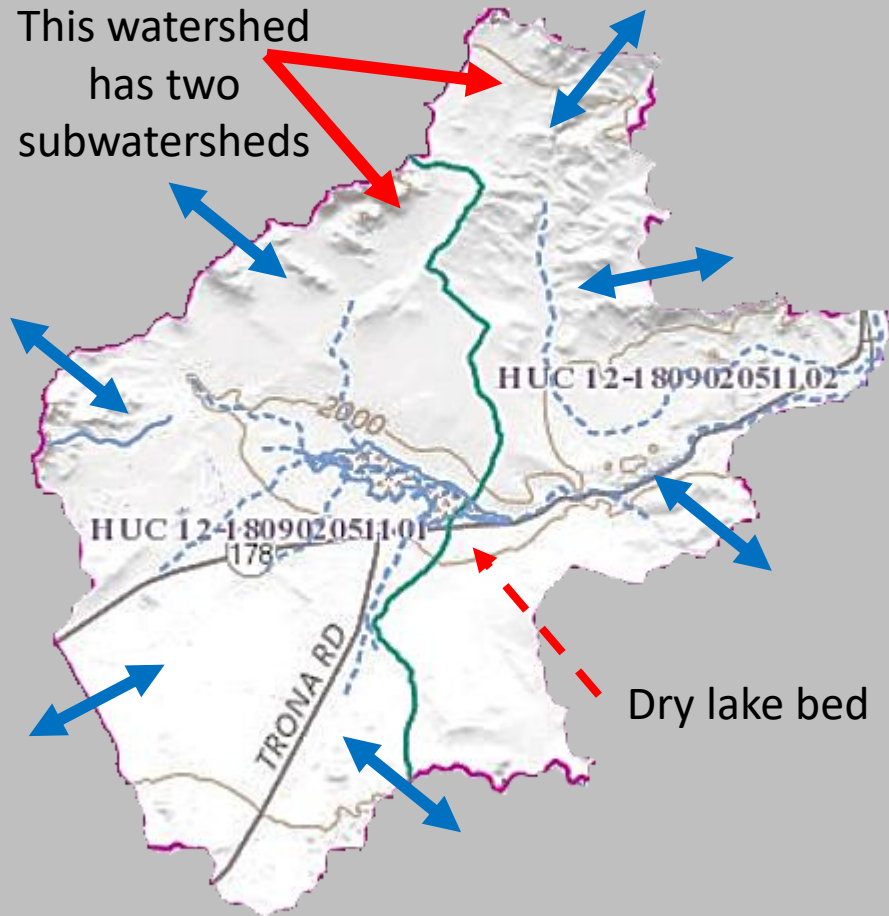 This watershed
has two
subwatersheds
HUC 12-180902051102
2000
HUC 12-180902051101
178
TRONA RD
Dry lake bed